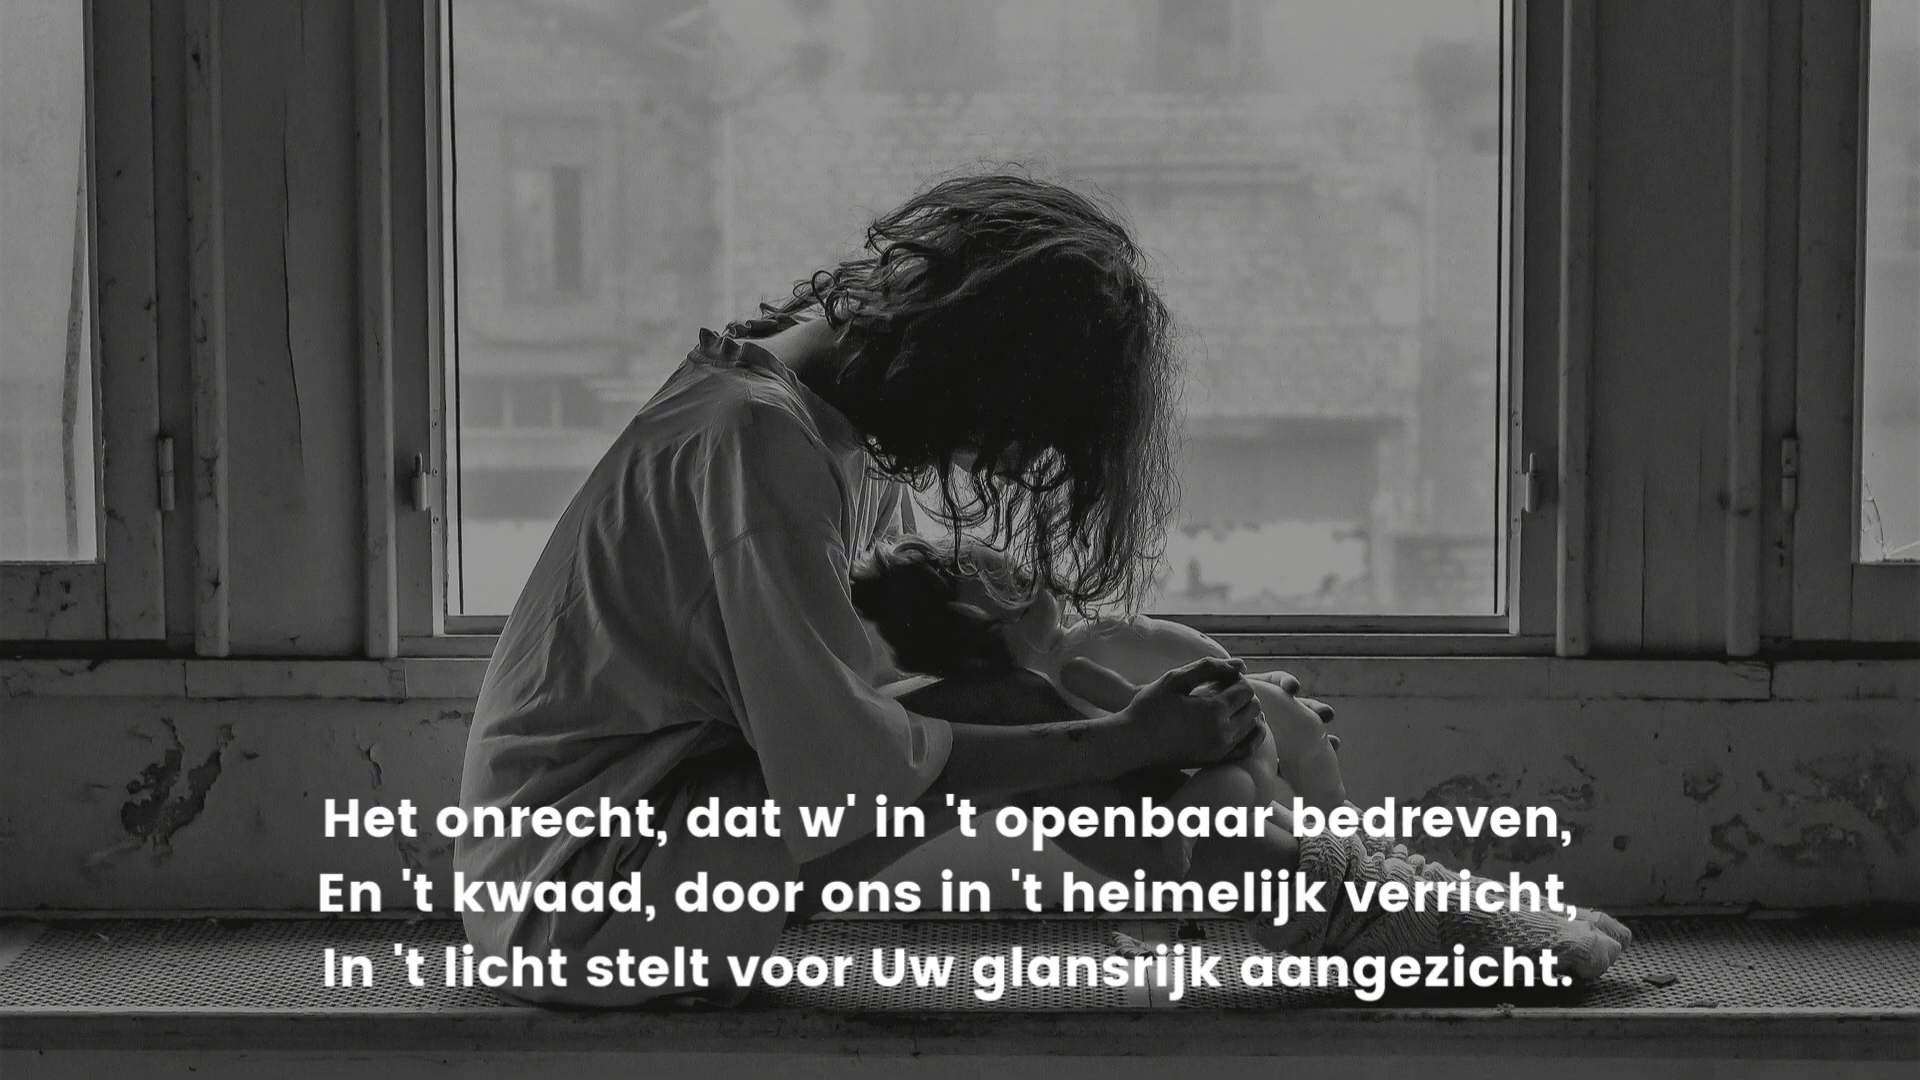 Het onrecht, dat w' in 't openbaar bedreven,
En 't kwaad, door ons in 't heimelijk verricht,
In 't licht stelt voor Uw glansrijk aangezicht.